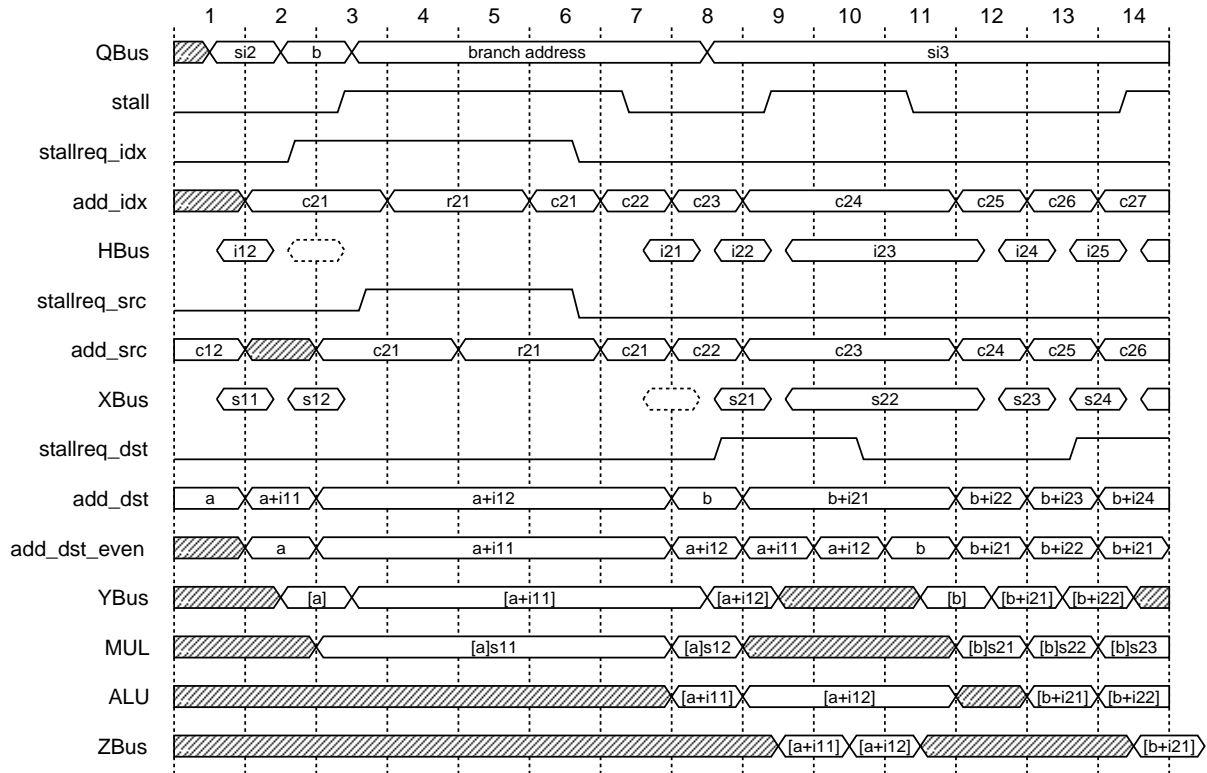 1 2 3 4 5 6 7 8 9 10 11 12 13 14
QBus si2 b branch address si3
stall
stallreq_idx
add_idx c21 r21 c21 c22 c23 c24 c25 c26 c27
HBus i12 i21 i22 i23 i24 i25
stallreq_src
add_src c12 c21 r21 c21 c22 c23 c24 c25 c26
XBus s11 s12 s21 s22 s23 s24
stallreq_dst
add_dst a a+i11 a+i12 b b+i21 b+i22 b+i23 b+i24
add_dst_even a a+i11 a+i12 a+i11 a+i12 b b+i21 b+i22 b+i21
YBus [a] [a+i11] [a+i12] [b] [b+i21] [b+i22]
MUL [a]s11 [a]s12 [b]s21 [b]s22 [b]s23
ALU [a+i11] [a+i12] [b+i21] [b+i22]
ZBus [a+i11] [a+i12] [b+i21]